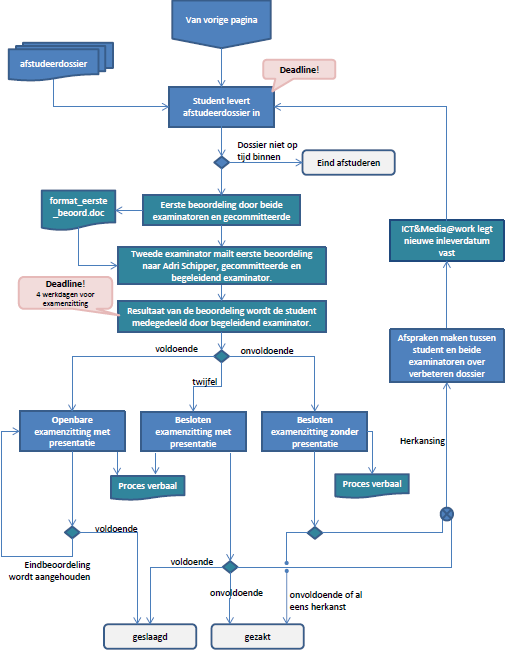 Van vorige pagina
afstudeerdossier
Deadline!
Student levert
afstudeerdossier in
Dossier niet op
tijd binnen
Eind afstuderen
format_eerste
_beoord.doc
Eerste beoordeling door beide
examinatoren en gecommitteerde
ICT&Media@work legt
nieuwe inleverdatum
vast
Tweede examinator mailt eerste beoordeling
naar Adri Schipper, gecommitteerde en
begeleidend examinator.
Deadline!
4 werkdagen voor
examenzitting
Resultaat van de beoordeling wordt de student
medegedeeld door begeleidend examinator.
Afspraken maken tussen
student en beide
examinatoren over
verbeteren dossier
voldoende
onvoldoende
twijfel
Openbare
examenzitting met
presentatie
Besloten
examenzitting met
presentatie
Besloten
examenzitting zonder
presentatie
Herkansing
Proces verbaal
Proces verbaal
voldoende
Eindbeoordeling
wordt aangehouden
voldoende
onvoldoende
onvoldoende of al
eens herkanst
geslaagd
gezakt